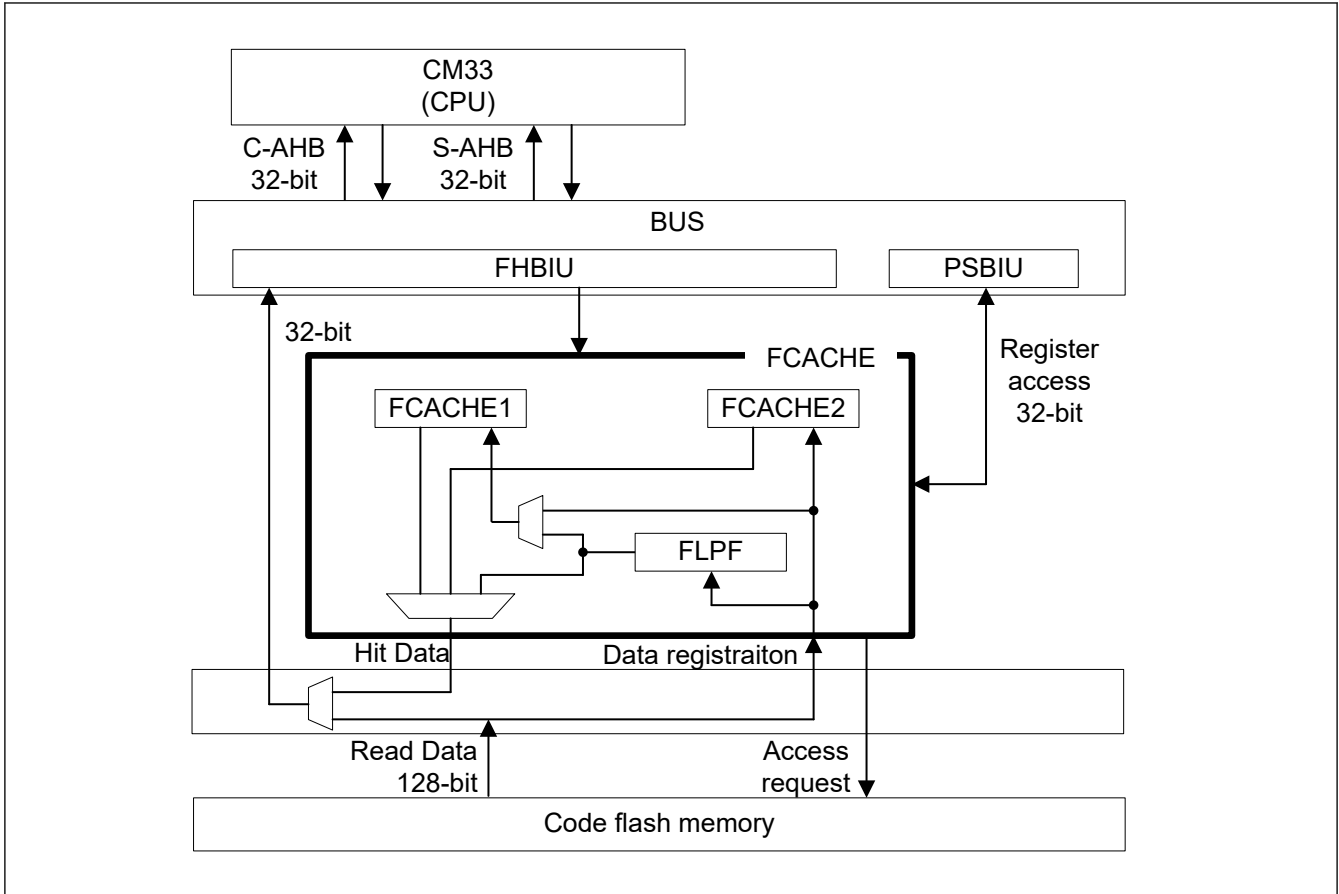 CM33
(CPU)
C-AHB
32-bit
S-AHB
32-bit
BUS
FHBIU
PSBIU
32-bit
Register
access
32-bit
FCACHE
FCACHE1
FCACHE2
FLPF
Hit Data
Data registraiton
Read Data
128-bit
Access
request
Code flash memory